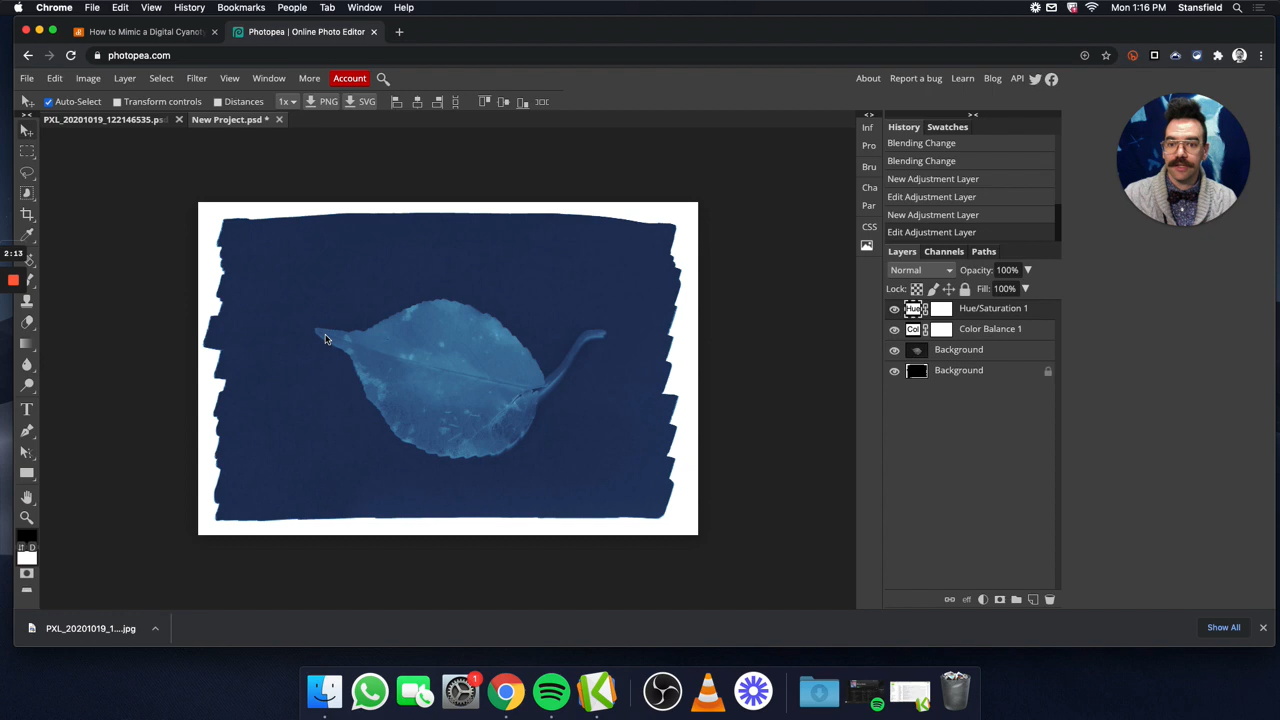 Chrome File Edit View History Bookmarks People Tab Window Help Mon 1:16 PM Stansfield
How to Mimic a Digital Cyanot Photopea | Online Photo Editor
photopea.com
File Edit Image Layer Select Filter View Window More Account About Report a bug Learn Blog API
Auto-Select Transform controls Distances 1x PNG SVG
PXL_20201019_122146535.ps New Project.psd *
Inf
Pro
Bru
Cha
Par
CSS
History Swatches
Blending Change
Blending Change
New Adjustment Layer
Edit Adjustment Layer
New Adjustment Layer
Edit Adjustment Layer
Layers Channels Paths
Normal Opacity: 100%
Lock: Fill: 100%
Hue Hue/Saturation 1
Col Color Balance 1
Background
Background
eff
2:13
T
D
PXL_20201019_1....jpg Show All
1